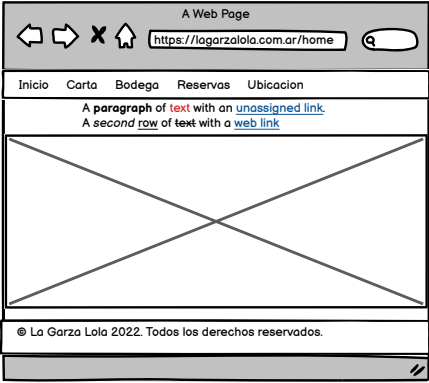 A Web Page
https://lagarzalola.com.ar/home
Inicio Carta Bodega Reservas Ubicacion
A paragraph of text with an unassigned link.
A second row of text with a web link
© La Garza Lola 2022. Todos los derechos reservados.